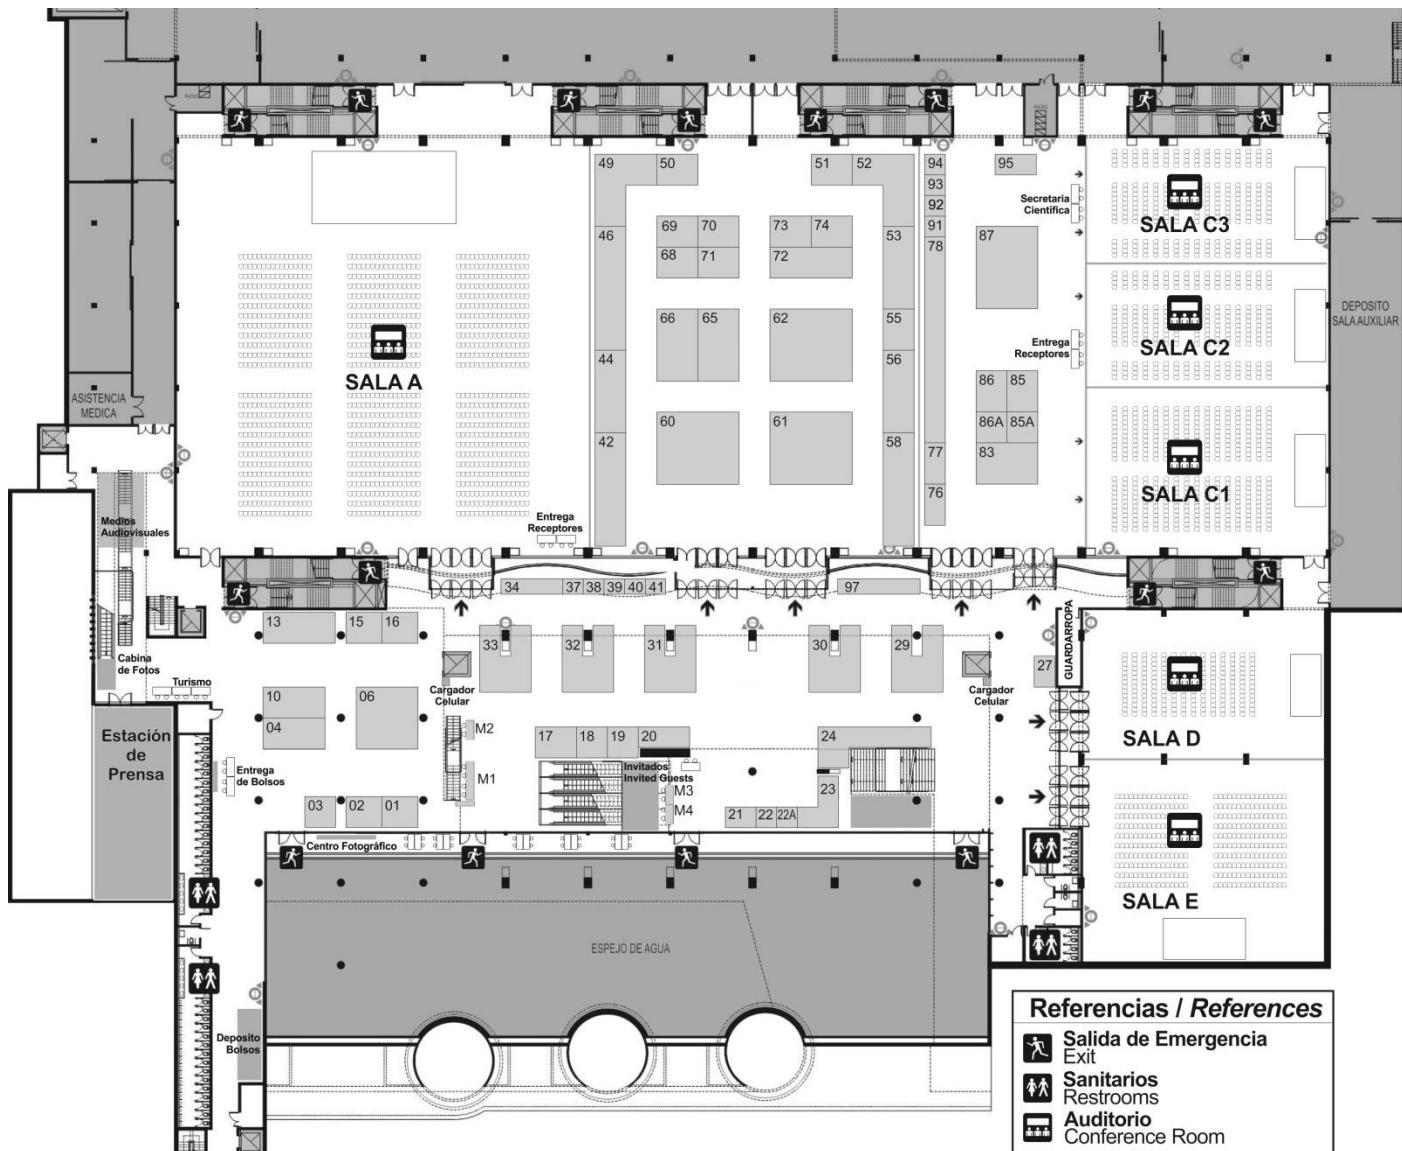 RACKS
RACKS
49
50
51
52
94
95
93
92
91
78
Secretaria
Científica
SALA C3
46
69
70
68
71
73
74
72
53
87
66
65
62
55
56
44
SALA A
Entrega
Receptores
SALA C2
DEPOSITO
SALA AUXILIAR
ASISTENCIA
MEDICA
86
85
86A
85A
83
60
61
42
58
77
76
SALA C1
Medios
Audiovisuales
Entrega
Receptores
34
37
38
39
40
41
97
13
15
16
33
32
31
30
29
27
GUARDARROPA
Cabina
de Fotos
Turismo
Cargador
Celular
Cargador
Celular
10
04
06
SALA D
Estación
de
Prensa
M2
M1
17
18
19
20
24
Entrega
de Bolsos
Invitados
Invited Guests
M3
M4
23
03
02
01
21
22
22A
Centro Fotográfico
SALA E
ESPEJO DE AGUA
Deposito
Bolsos
Referencias / References
Salida de Emergencia
Exit
Sanitarios
Restrooms
Auditorio
Conference Room